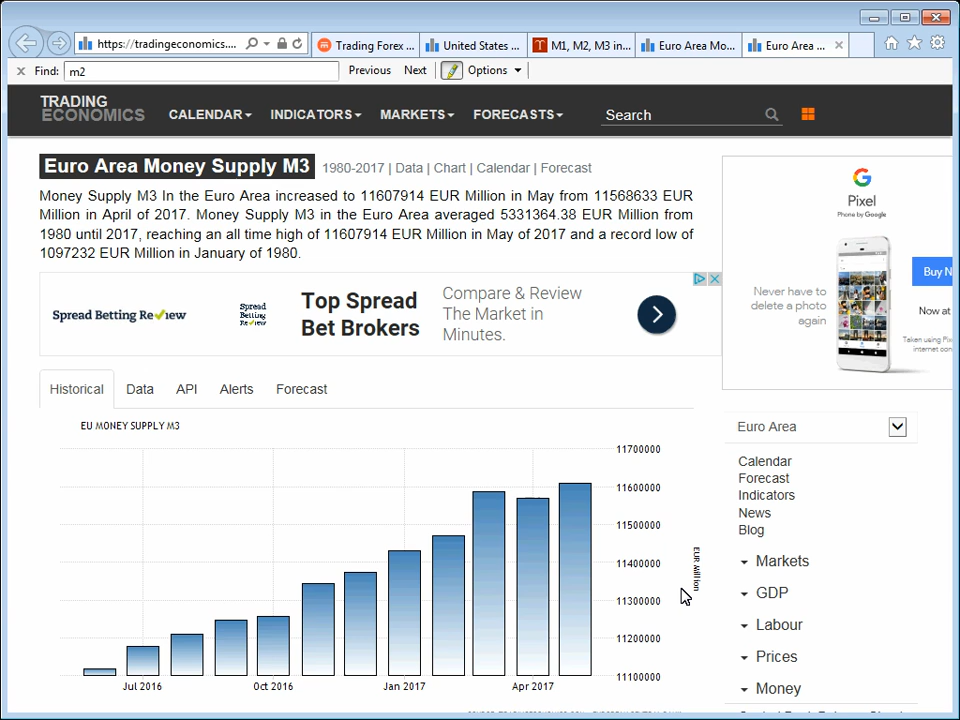 https://tradingeconomics....
Trading Forex ...
United States ...
M1, M2, M3 in...
Euro Area Mo...
Euro Area ...
Find: m2
Previous Next Options
TRADING
ECONOMICS
CALENDAR INDICATORS MARKETS FORECASTS Search
Euro Area Money Supply M3 1980-2017 | Data | Chart | Calendar | Forecast
Money Supply M3 In the Euro Area increased to 11607914 EUR Million in May from 11568633 EUR
Million in April of 2017. Money Supply M3 in the Euro Area averaged 5331364.38 EUR Million from
1980 until 2017, reaching an all time high of 11607914 EUR Million in May of 2017 and a record low of
1097232 EUR Million in January of 1980.
Spread Betting Review
Spread
Betting
Review
Top Spread
Bet Brokers
Compare & Review
The Market in
Minutes.
Pixel
Phone by Google
Never have to
delete a photo
again
Buy N
Now at
Taken using Pix
internet con
Historical Data API Alerts Forecast
EU MONEY SUPPLY M3
11700000
11600000
11500000
11400000
11300000
11200000
11100000
EUR Million
Jul 2016 Oct 2016 Jan 2017 Apr 2017
Euro Area
Calendar
Forecast
Indicators
News
Blog
Markets
GDP
Labour
Prices
Money